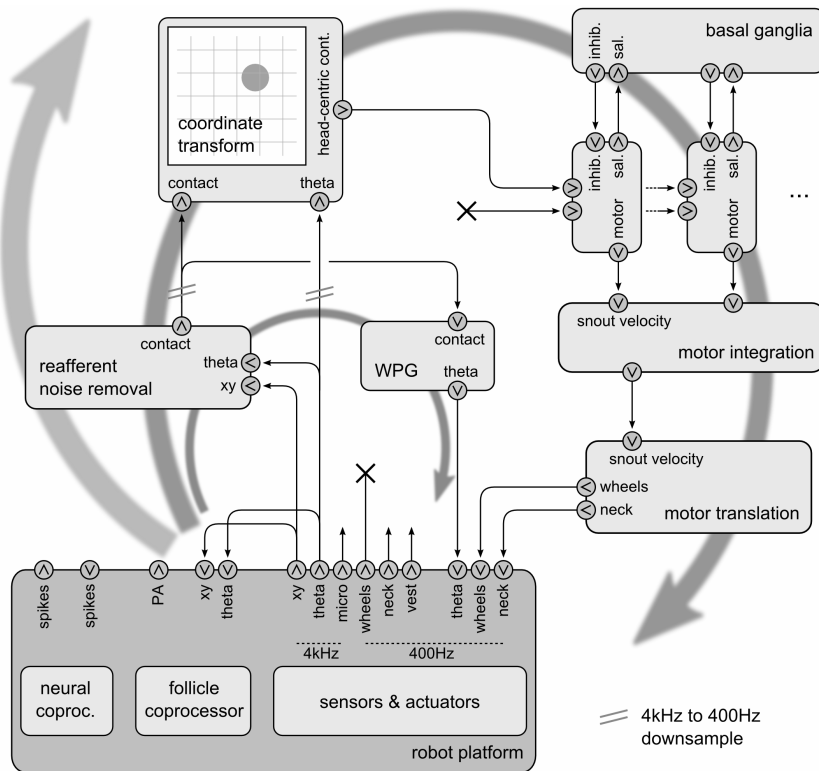 basal ganglia
inhib.
sal.
head-centric cont.
coordinate
transform
contact
theta
inhib.
sal.
motor
inhib.
sal.
motor
...
snout velocity
motor integration
contact
reafferent
noise removal
theta
xy
contact
WPG
theta
snout velocity
wheels
neck
motor translation
spikes
spikes
PA
xy
theta
xy
theta
micro
wheels
neck
vest
theta
wheels
neck
4kHz
400Hz
neural
coproc.
follicle
coprocessor
sensors & actuators
robot platform
4kHz to 400Hz
downsample